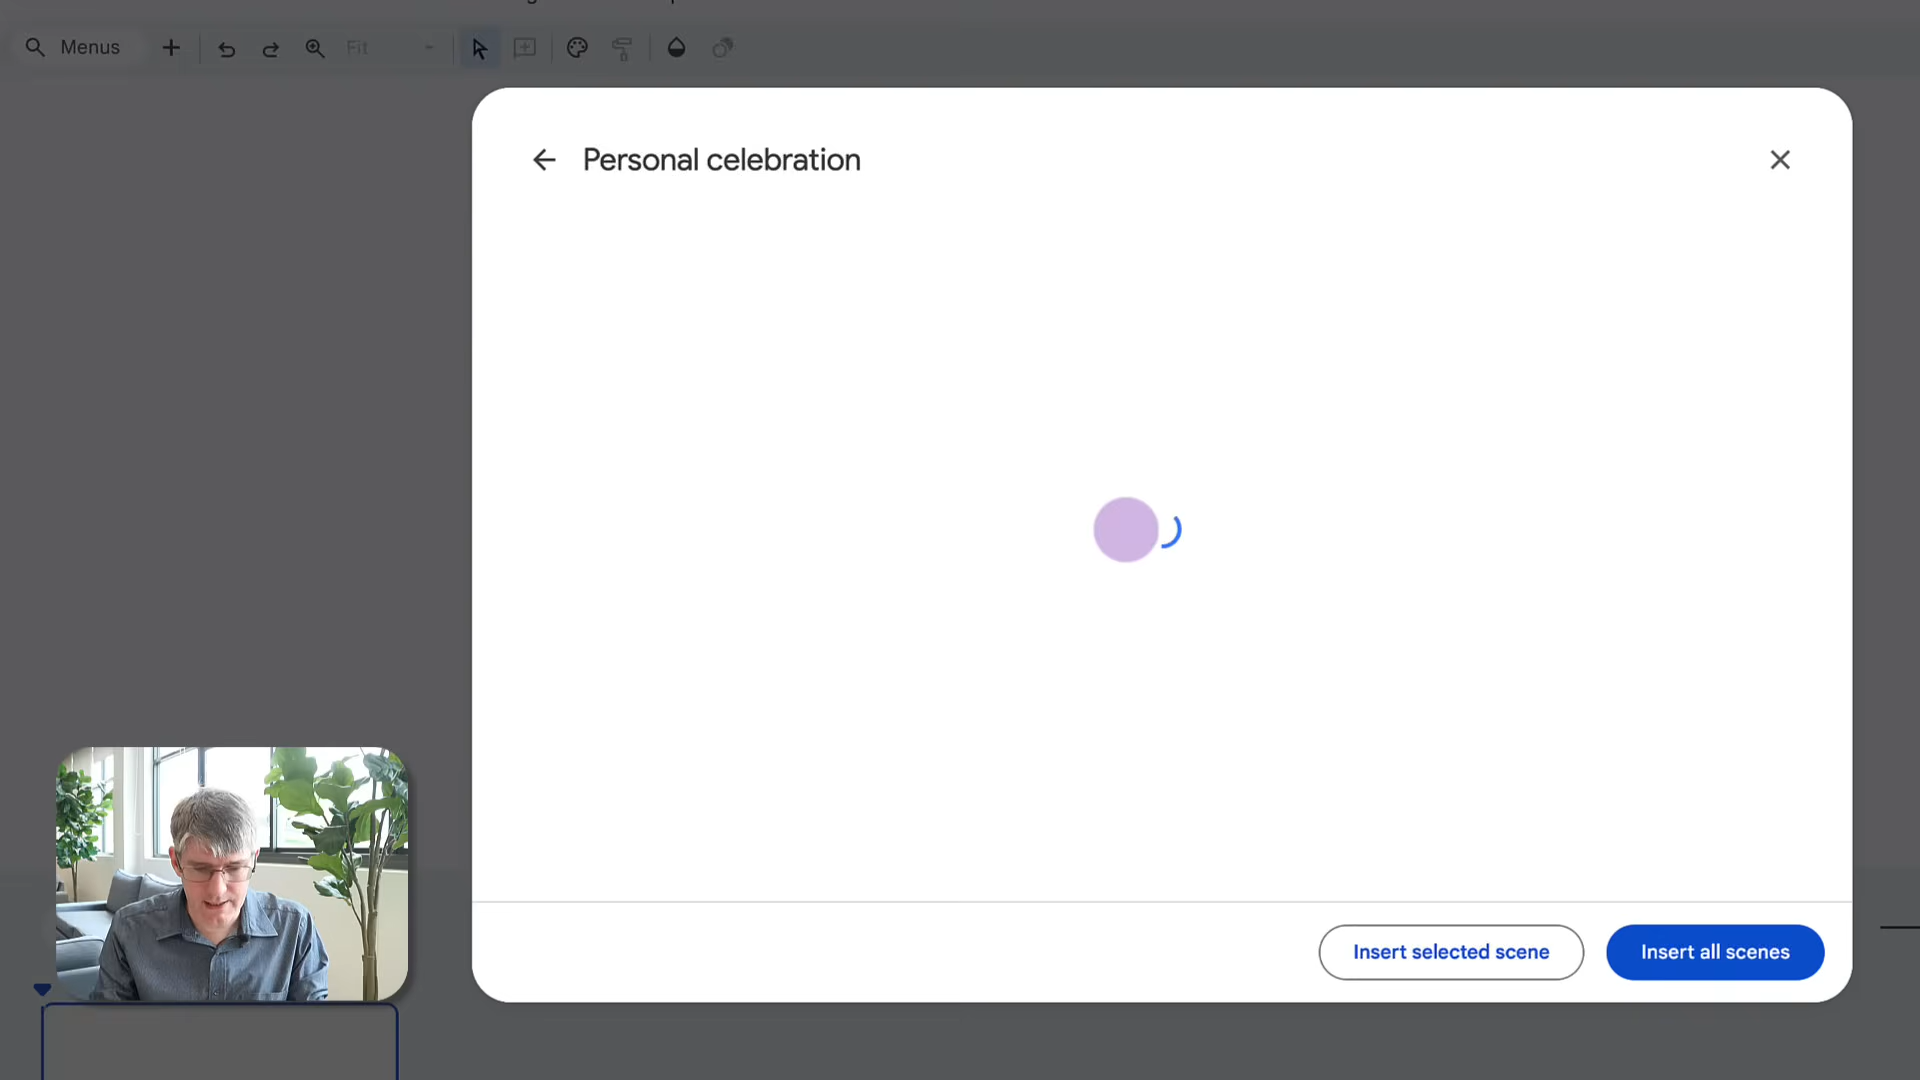 Menus
Fit
Personal celebration
Insert selected scene
Insert all scenes